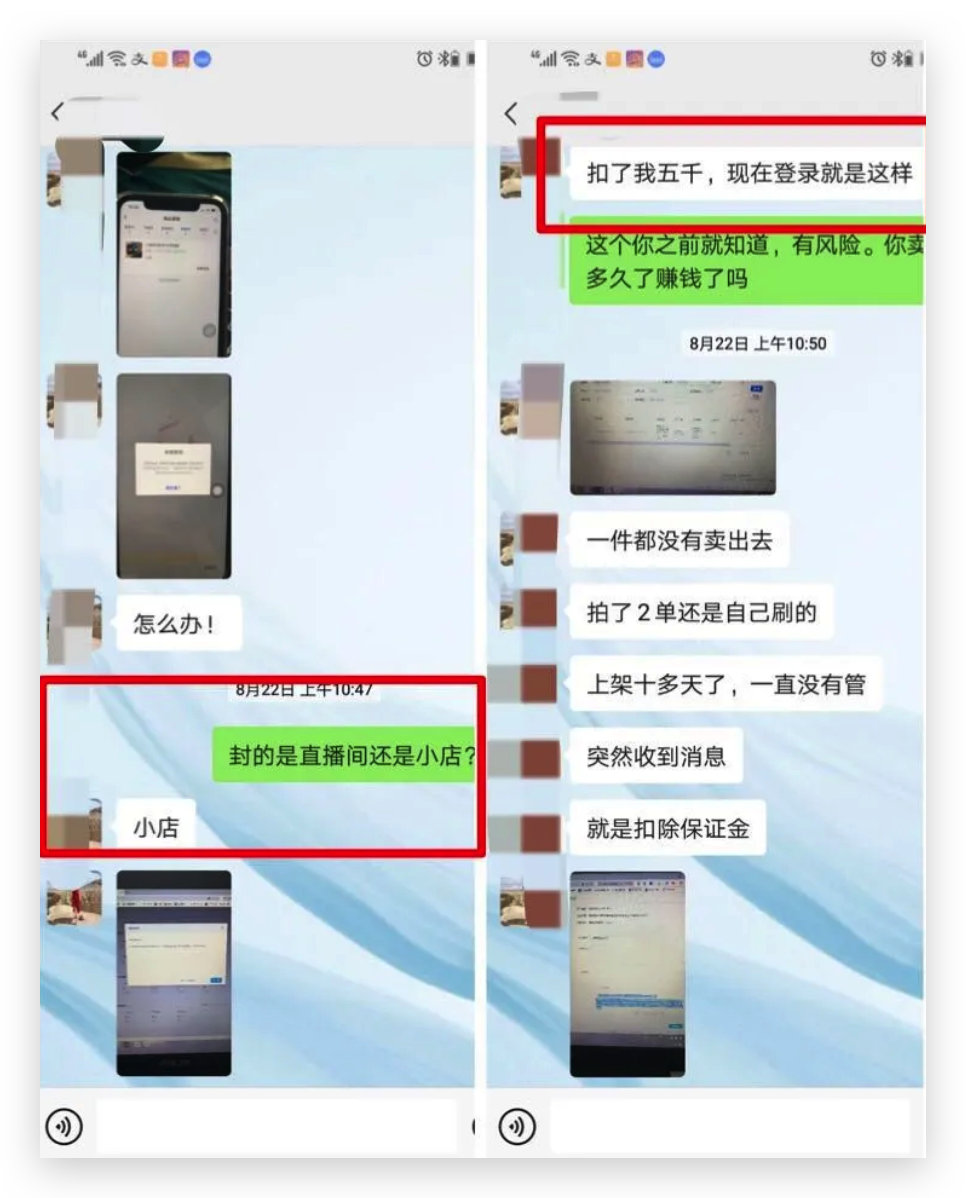 怎么办！
8月22日 上午10:47
封的是直播间还是小店？
小店
扣了我五千，现在登录就是这样
这个你之前就知道，有风险。你卖
多久了赚钱了吗
8月22日 上午10:50
一件都没有卖出去
拍了2单还是自己刷的
上架十多天了，一直没有管
突然收到消息
就是扣除保证金